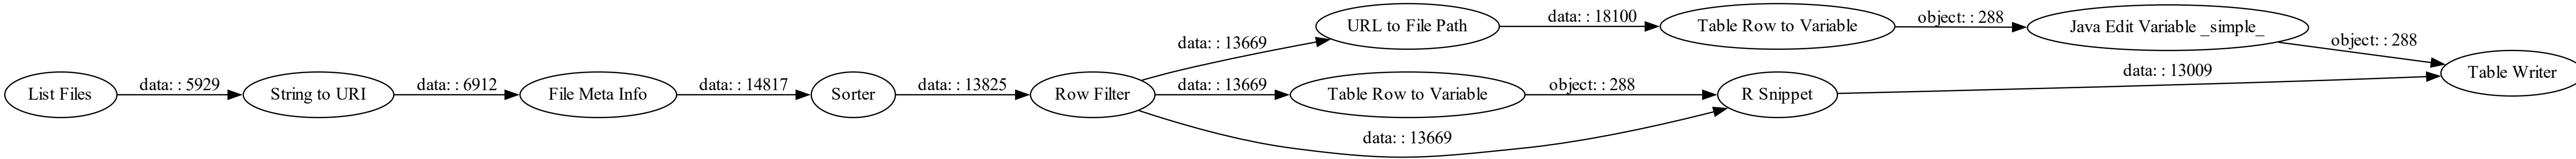 List Files
data: : 5929
String to URI
data: : 6912
File Meta Info
data: : 14817
Sorter
data: : 13825
Row Filter
data: : 13669
URL to File Path
data: : 18100
Table Row to Variable
object: : 288
Java Edit Variable _simple_
object: : 288
data: : 13669
Table Row to Variable
object: : 288
R Snippet
data: : 13009
Table Writer
data: : 13669